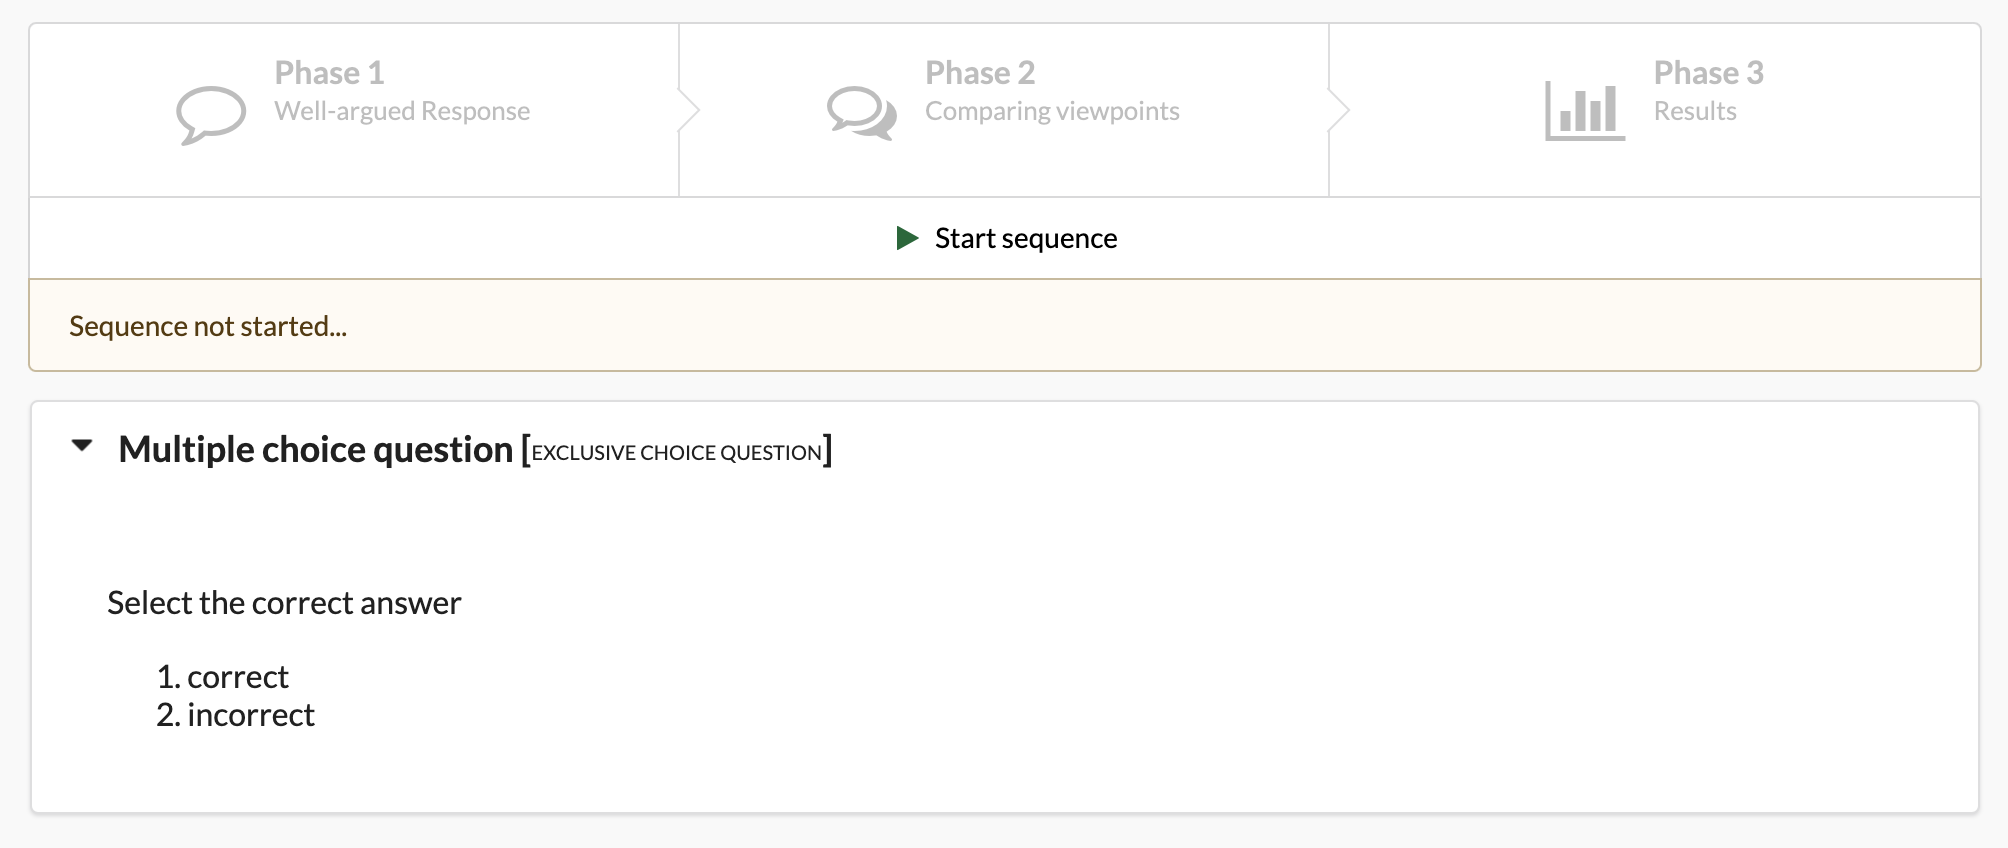 Phase 1
Well-argued Response
Phase 2
Comparing viewpoints
Phase 3
Results
Start sequence
Sequence not started...
Multiple choice question [EXCLUSIVE CHOICE QUESTION]
Select the correct answer
1. correct
2. incorrect